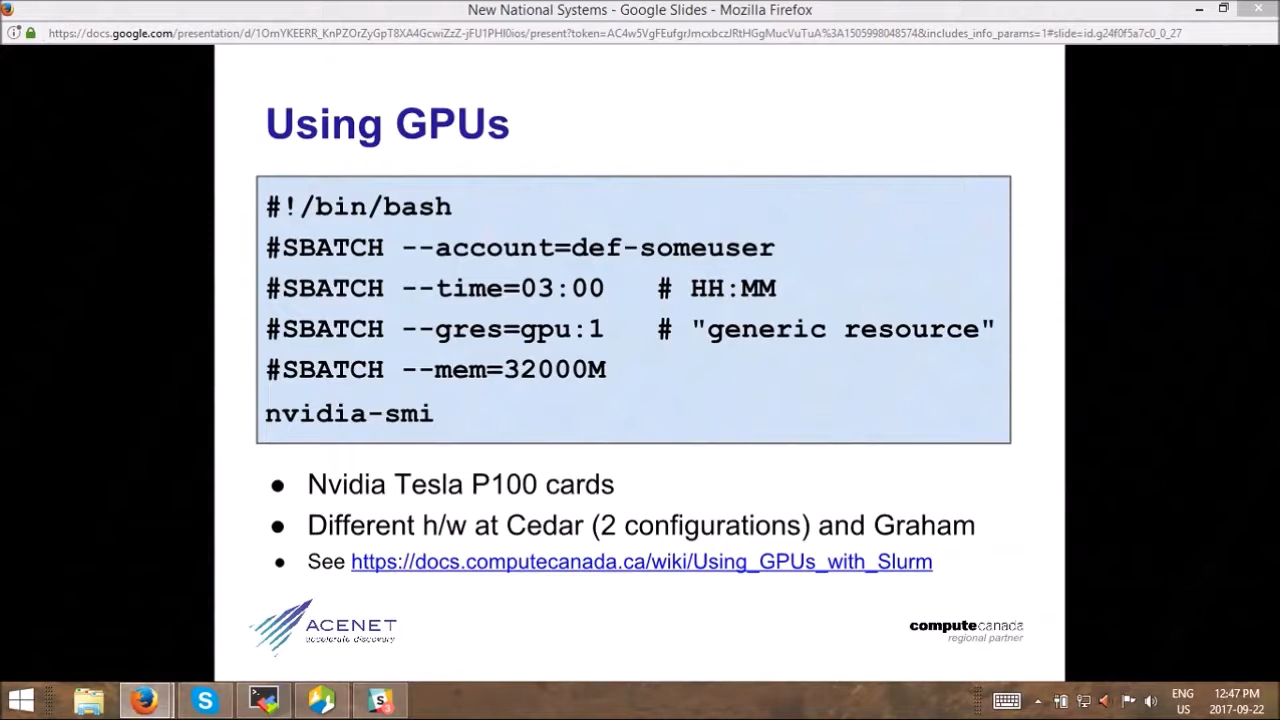 New National Systems - Google Slides - Mozilla Firefox
Using GPUs
#!/bin/bash
#SBATCH --account=def-someuser
#SBATCH --time=03:00 # HH:MM
#SBATCH --gres=gpu:1 # "generic resource"
#SBATCH --mem=32000M
nvidia-smi
● Nvidia Tesla P100 cards
● Different h/w at Cedar (2 configurations) and Graham
● See https://docs.computecanada.ca/wiki/Using_GPUs_with_Slurm
ACENET
accelerate discovery
computecanada
regional partner
ENG 12:47 PM
US 2017-09-22